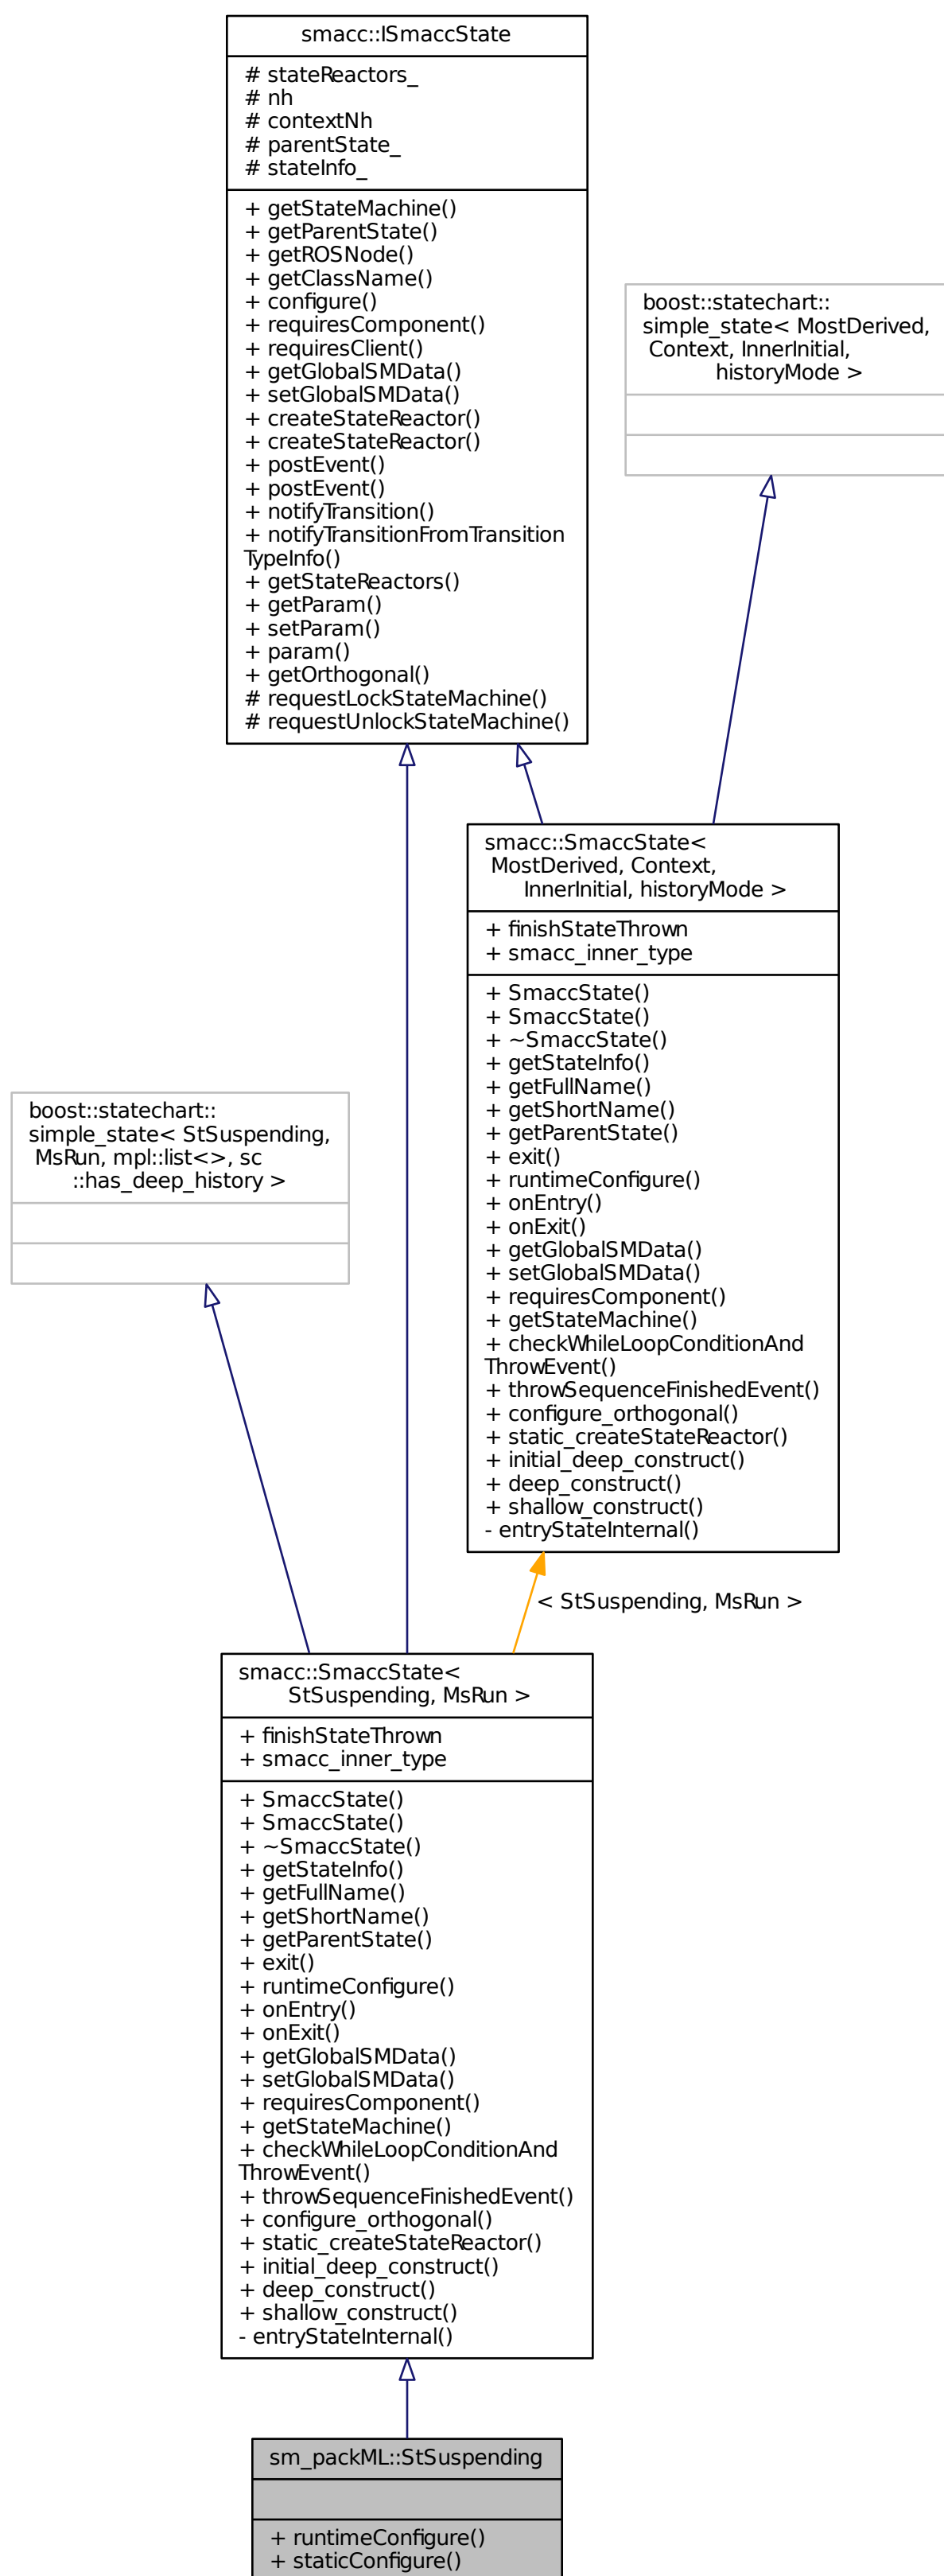 smacc::ISmaccState
# stateReactors_
# nh
# contextNh
# parentState_
# stateInfo_
+ getStateMachine()
+ getParentState()
+ getROSNode()
+ getClassName()
+ configure()
+ requiresComponent()
+ requiresClient()
+ getGlobalSMData()
+ setGlobalSMData()
+ createStateReactor()
+ createStateReactor()
+ postEvent()
+ postEvent()
+ notifyTransition()
+ notifyTransitionFromTransition
TypeInfo()
+ getStateReactors()
+ getParam()
+ setParam()
+ param()
+ getOrthogonal()
# requestLockStateMachine()
# requestUnlockStateMachine()
boost::statechart::
simple_state< MostDerived,
Context, InnerInitial,
historyMode >
smacc::SmaccState<
MostDerived, Context,
InnerInitial, historyMode >
+ finishStateThrown
+ smacc_inner_type
+ SmaccState()
+ SmaccState()
+ ~SmaccState()
+ getStateInfo()
+ getFullName()
+ getShortName()
+ getParentState()
+ exit()
+ runtimeConfigure()
+ onEntry()
+ onExit()
+ getGlobalSMData()
+ setGlobalSMData()
+ requiresComponent()
+ getStateMachine()
+ checkWhileLoopConditionAnd
ThrowEvent()
+ throwSequenceFinishedEvent()
+ configure_orthogonal()
+ static_createStateReactor()
+ initial_deep_construct()
+ deep_construct()
+ shallow_construct()
- entryStateInternal()
boost::statechart::
simple_state< StSuspending,
MsRun, mpl::list<>, sc
::has_deep_history >
< StSuspending, MsRun >
smacc::SmaccState<
StSuspending, MsRun >
+ finishStateThrown
+ smacc_inner_type
+ SmaccState()
+ SmaccState()
+ ~SmaccState()
+ getStateInfo()
+ getFullName()
+ getShortName()
+ getParentState()
+ exit()
+ runtimeConfigure()
+ onEntry()
+ onExit()
+ getGlobalSMData()
+ setGlobalSMData()
+ requiresComponent()
+ getStateMachine()
+ checkWhileLoopConditionAnd
ThrowEvent()
+ throwSequenceFinishedEvent()
+ configure_orthogonal()
+ static_createStateReactor()
+ initial_deep_construct()
+ deep_construct()
+ shallow_construct()
- entryStateInternal()
sm_packML::StSuspending
+ runtimeConfigure()
+ staticConfigure()